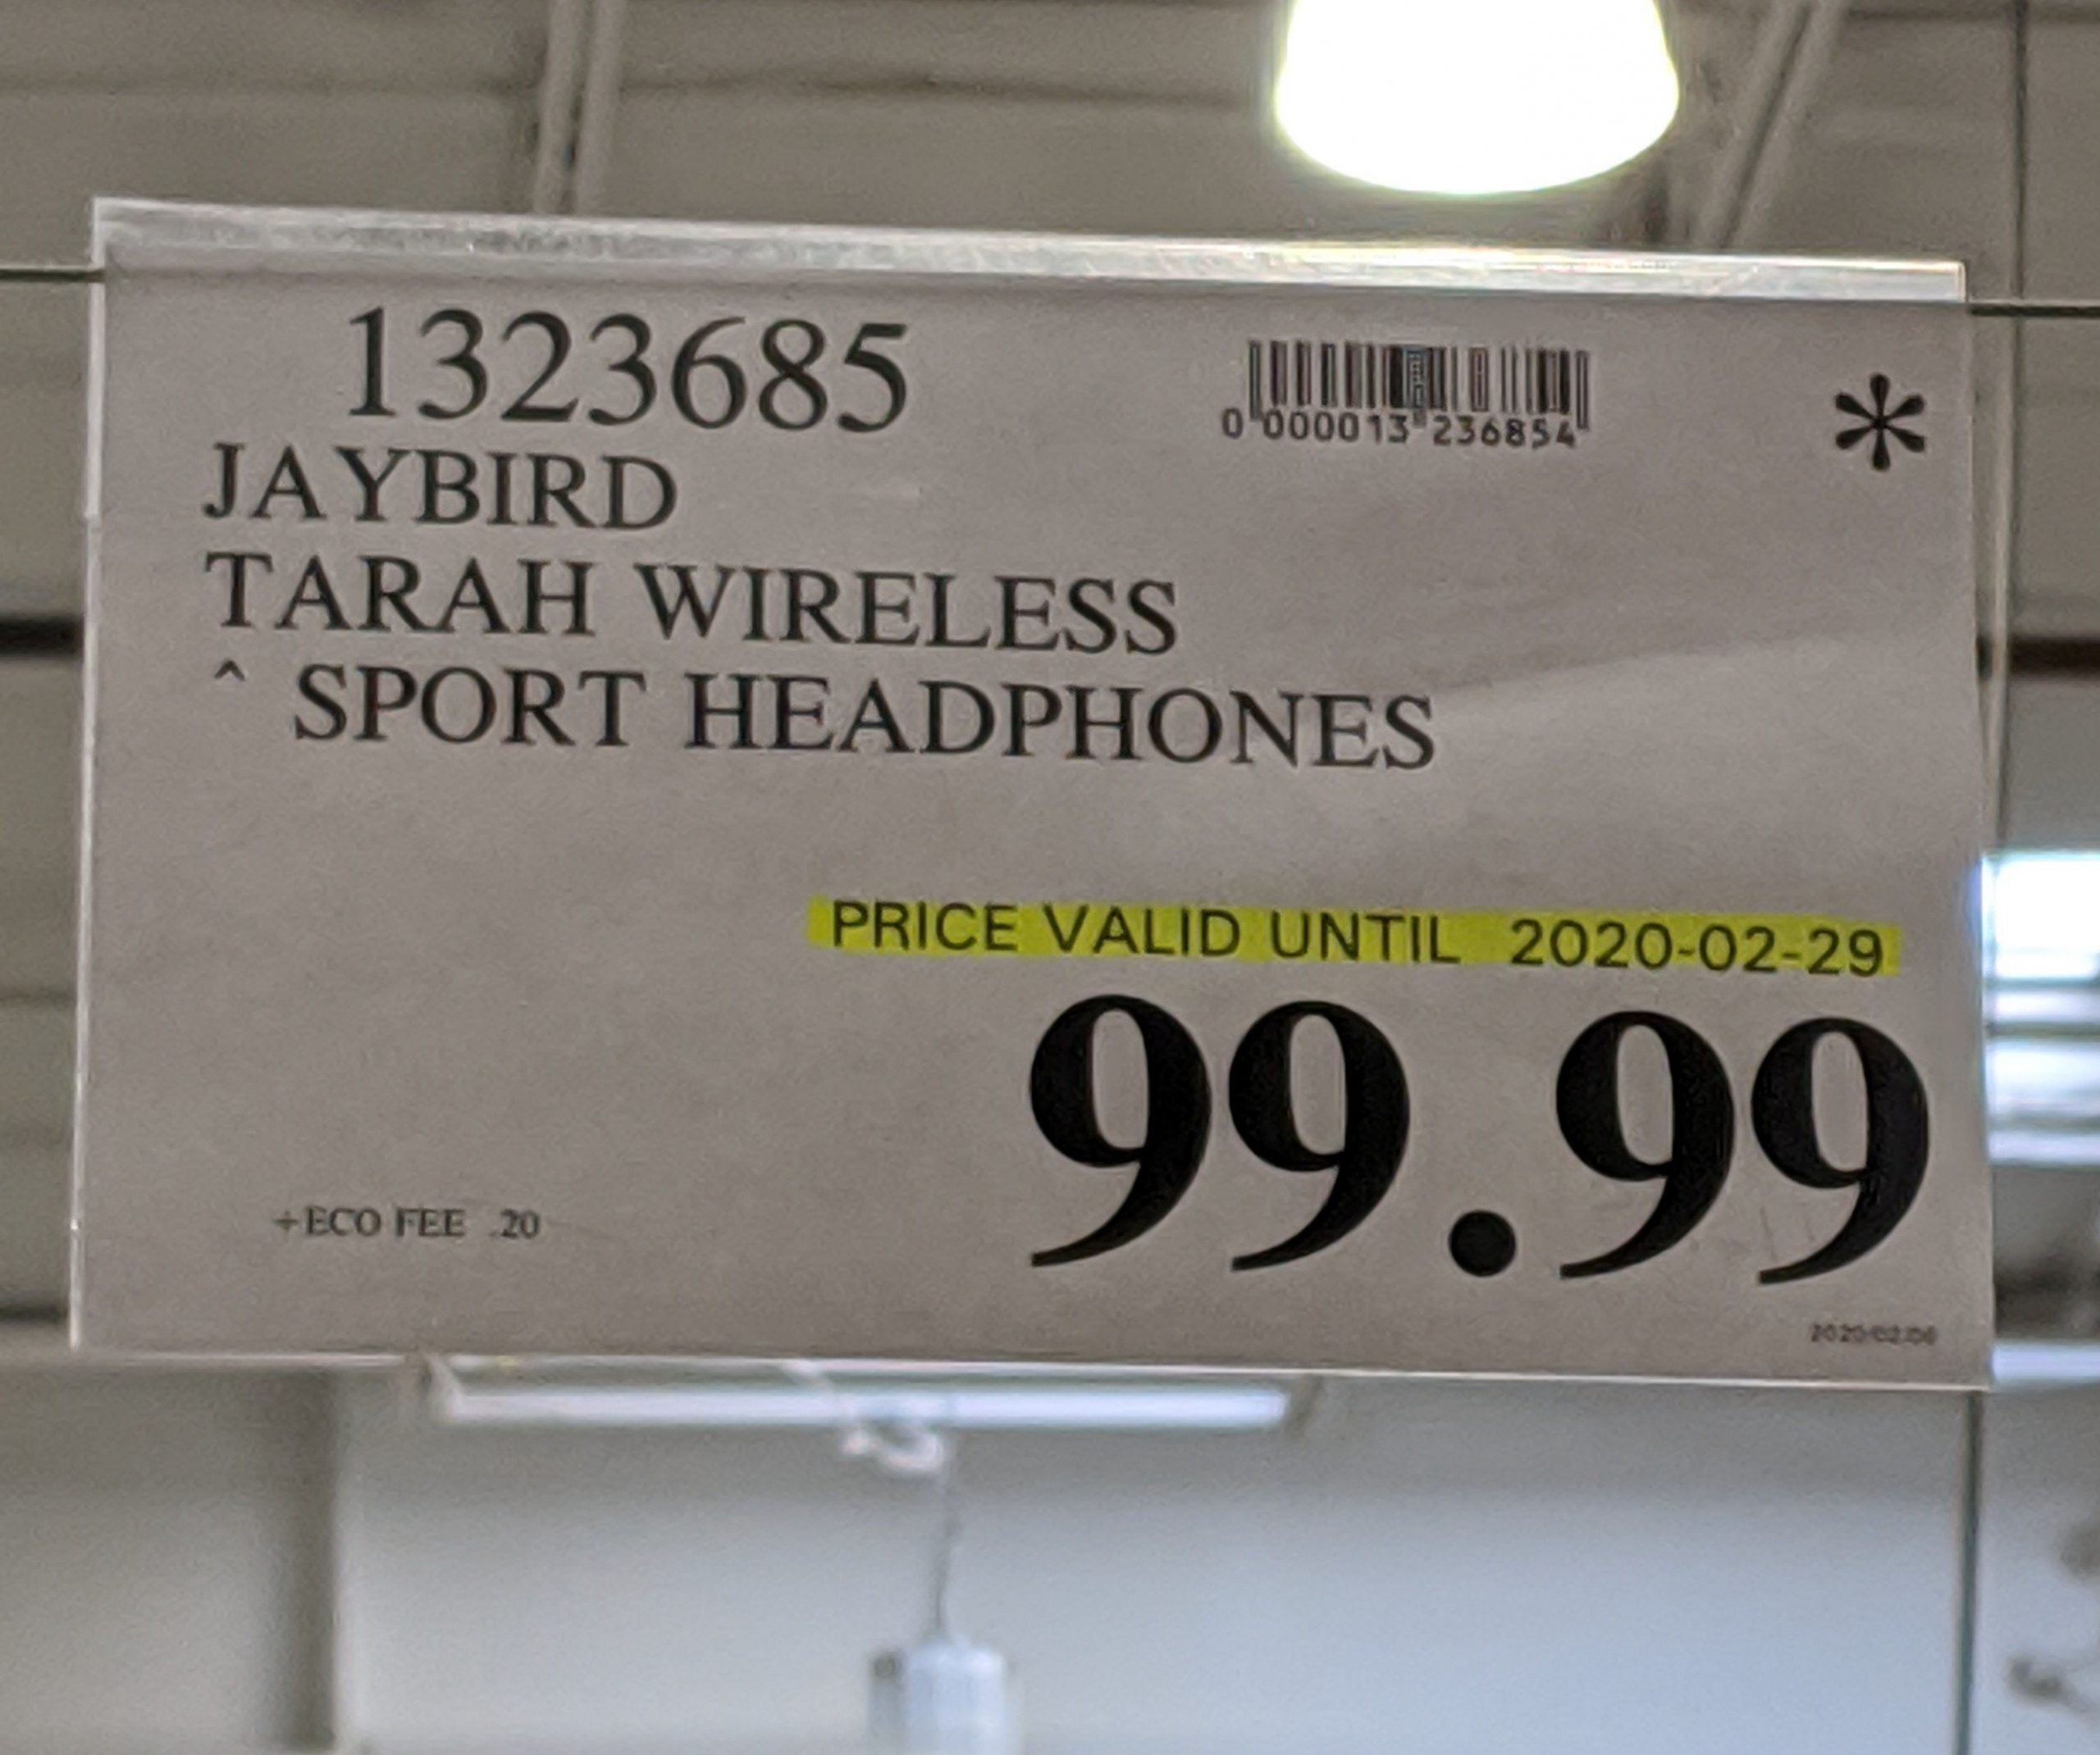 1323685
0 000013 236854
*
JAYBIRD
TARAH WIRELESS
^ SPORT HEADPHONES
PRICE VALID UNTIL 2020-02-29
99.99
+ECO FEE .20